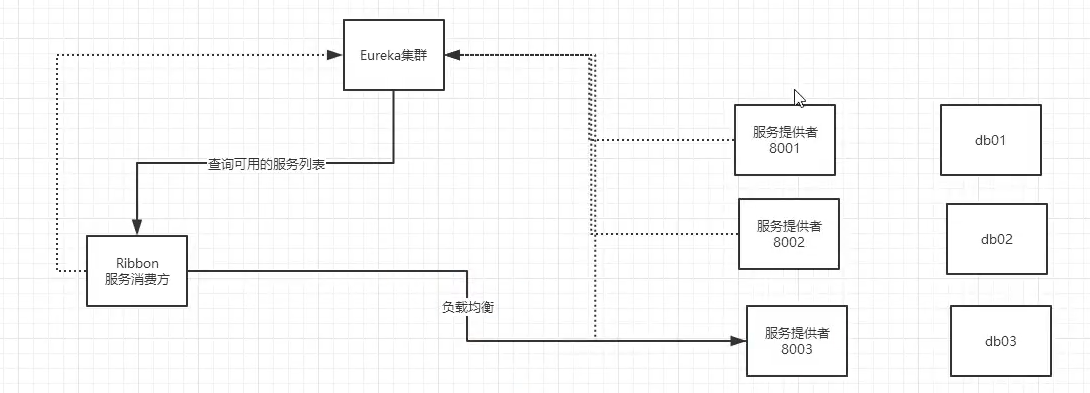 Eureka集群
服务提供者
8001
db01
查询可用的服务列表
服务提供者
8002
db02
Ribbon
服务消费方
负载均衡
服务提供者
8003
db03